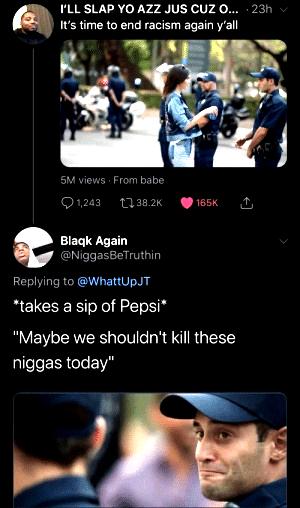 I'LL SLAP YO AZZ JUS CUZ O... · 23h
It's time to end racism again y'all
5M views · From babe
1,243 38.2K 165K
Blaqk Again
@NiggasBeTruthin
Replying to @WhattUpJT
*takes a sip of Pepsi*
"Maybe we shouldn't kill these
niggas today"